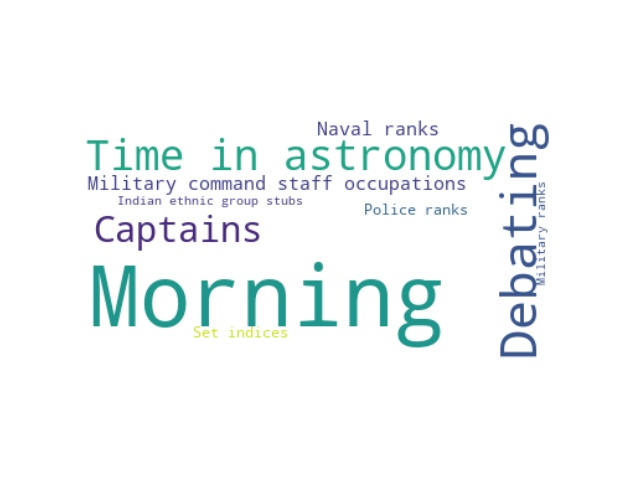 Naval ranks
Time in astronomy
Military command staff occupations
Indian ethnic group stubs
Police ranks
Captains
Morning
Set indices
Debating
Military ranks